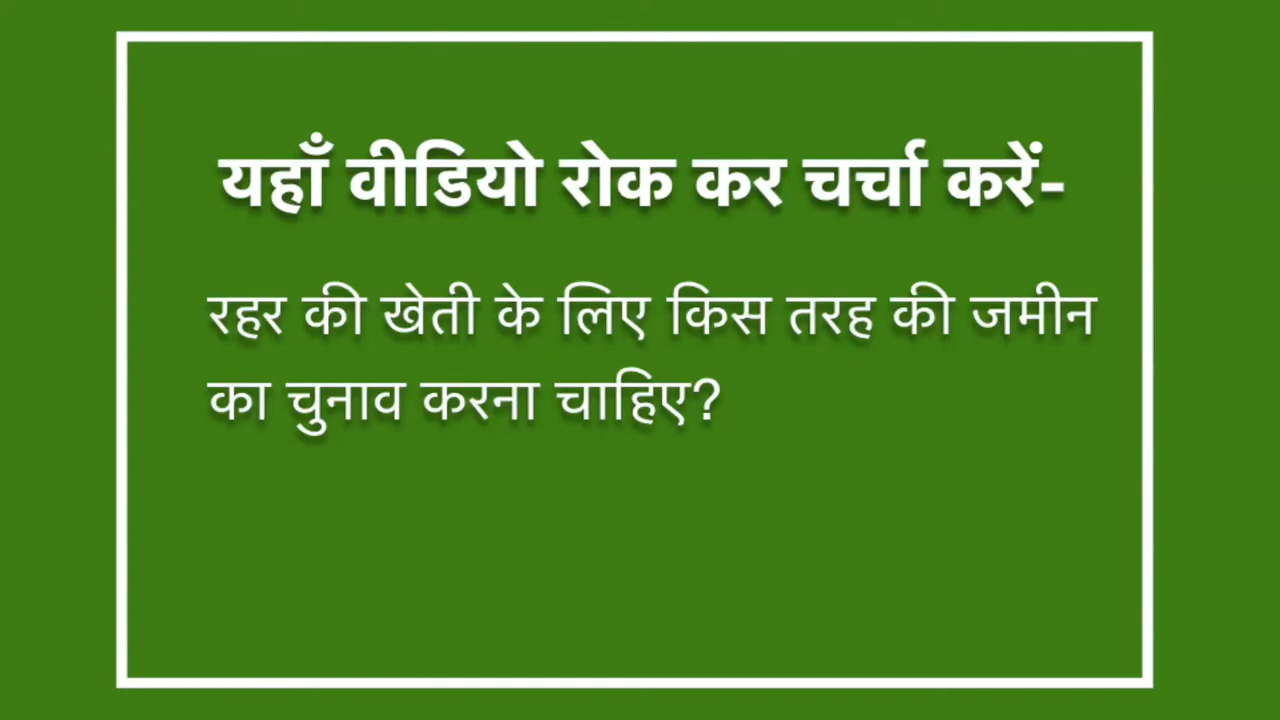 यहाँ वीडियो रोक कर चर्चा करें-
रहर की खेती के लिए किस तरह की जमीन
का चुनाव करना चाहिए?